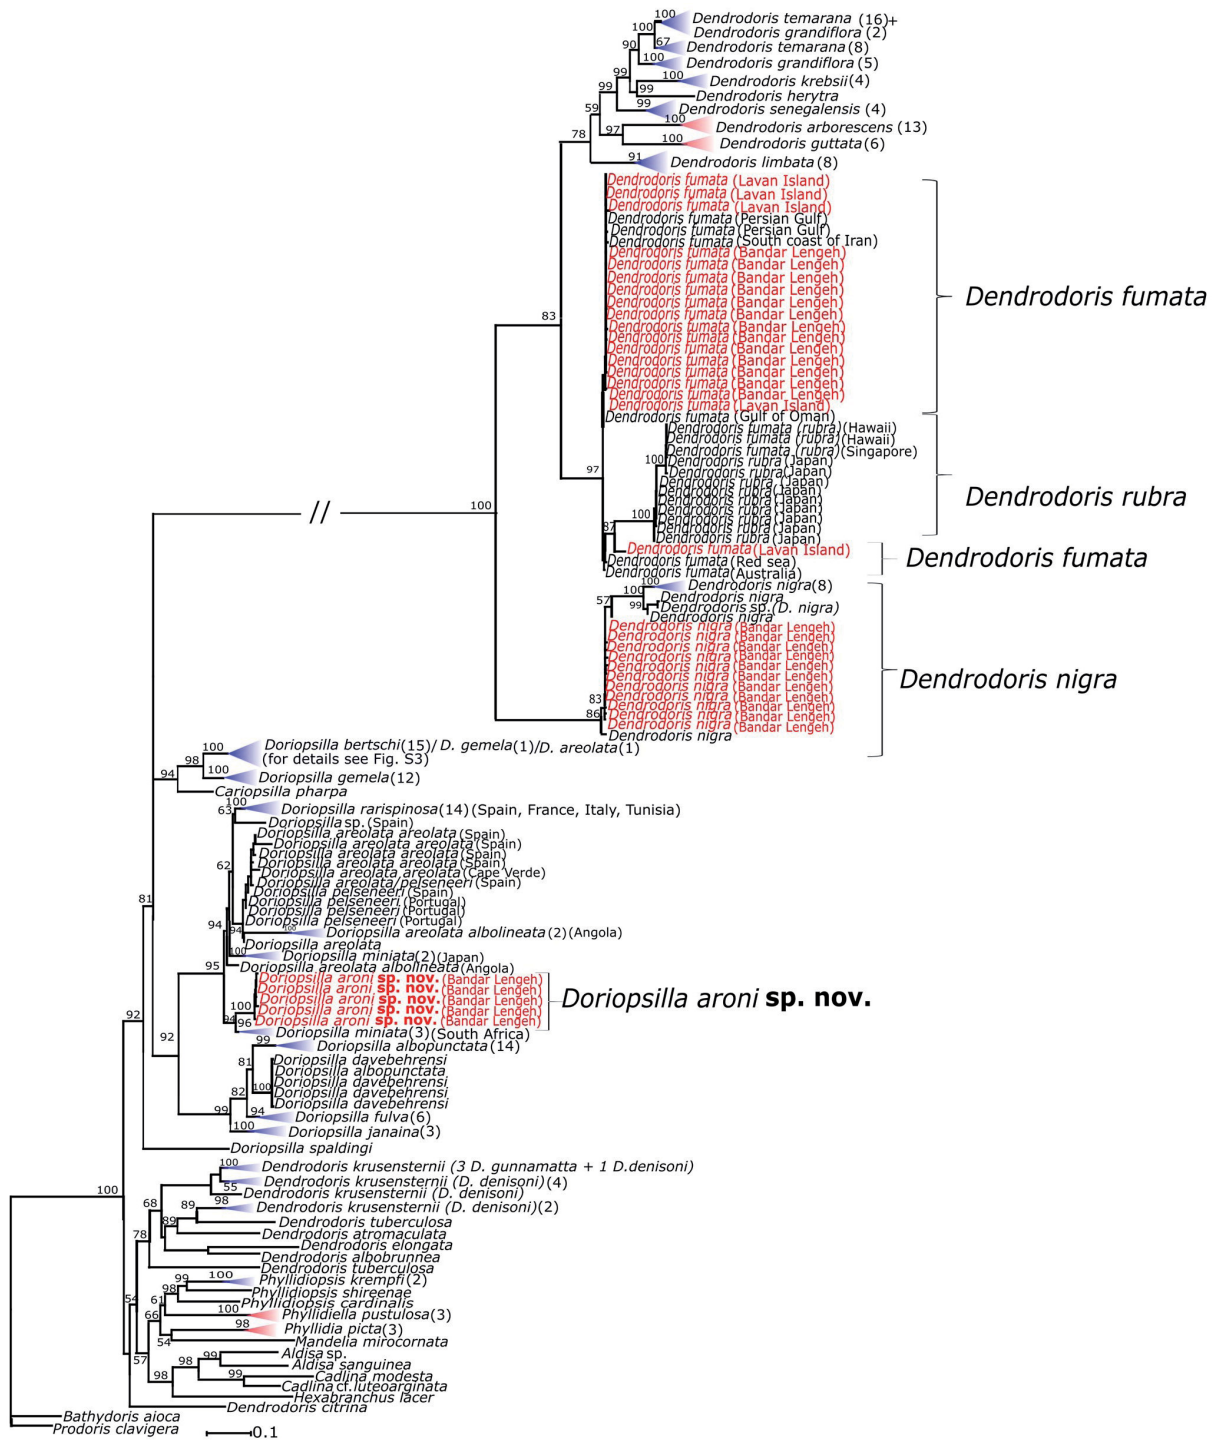 Dendrodoris temarana (16)+
Dendrodoris grandiflora (2)
Dendrodoris temarana (8)
Dendrodoris grandiflora (5)
Dendrodoris krebsii (4)
Dendrodoris herytra
Dendrodoris senegalensis (4)
Dendrodoris arborescens (13)
Dendrodoris guttata (6)
Dendrodoris limbata (8)
100
100
67
90
100
99
100
99
99
99
59
100
97
100
78
91
Dendrodoris fumata (Lavan Island)
Dendrodoris fumata (Lavan Island)
Dendrodoris fumata (Lavan Island)
Dendrodoris fumata (Persian Gulf)
Dendrodoris fumata (Persian Gulf)
Dendrodoris fumata (South coast of Iran)
Dendrodoris fumata (Bandar Lengeh)
Dendrodoris fumata (Bandar Lengeh)
Dendrodoris fumata (Bandar Lengeh)
Dendrodoris fumata (Bandar Lengeh)
Dendrodoris fumata (Bandar Lengeh)
Dendrodoris fumata (Bandar Lengeh)
Dendrodoris fumata (Bandar Lengeh)
Dendrodoris fumata (Bandar Lengeh)
Dendrodoris fumata (Bandar Lengeh)
Dendrodoris fumata (Bandar Lengeh)
Dendrodoris fumata (Bandar Lengeh)
Dendrodoris fumata (Bandar Lengeh)
Dendrodoris fumata (Bandar Lengeh)
Dendrodoris fumata (Lavan Island)
Dendrodoris fumata (Gulf of Oman)
Dendrodoris fumata
83
Dendrodoris fumata (rubra) (Hawaii)
Dendrodoris fumata (rubra) (Hawaii)
Dendrodoris fumata (rubra) (Singapore)
Dendrodoris rubra (Japan)
Dendrodoris rubra (Japan)
Dendrodoris rubra (Japan)
Dendrodoris rubra (Japan)
Dendrodoris rubra (Japan)
Dendrodoris rubra (Japan)
Dendrodoris rubra (Japan)
Dendrodoris rubra (Japan)
Dendrodoris rubra (Japan)
Dendrodoris rubra
100
97
100
87
100
//
Dendrodoris fumata (Lavan Island)
Dendrodoris fumata (Red sea)
Dendrodoris fumata (Australia)
Dendrodoris fumata
Dendrodoris nigra (8)
Dendrodoris nigra
Dendrodoris sp. (D. nigra)
Dendrodoris nigra
Dendrodoris nigra (Bandar Lengeh)
Dendrodoris nigra (Bandar Lengeh)
Dendrodoris nigra (Bandar Lengeh)
Dendrodoris nigra (Bandar Lengeh)
Dendrodoris nigra (Bandar Lengeh)
Dendrodoris nigra (Bandar Lengeh)
Dendrodoris nigra (Bandar Lengeh)
Dendrodoris nigra (Bandar Lengeh)
Dendrodoris nigra (Bandar Lengeh)
Dendrodoris nigra (Bandar Lengeh)
Dendrodoris nigra (Bandar Lengeh)
Dendrodoris nigra
Dendrodoris nigra
100
100
57
99
83
86
Doriopsilla bertschi(15)/ D. gemela(1)/D. areolata(1)
(for details see Fig. S3)
Doriopsilla gemela (12)
Cariopsilla pharpa
100
98
94
100
Doriopsilla rarispinosa (14) (Spain, France, Italy, Tunisia)
Doriopsilla sp. (Spain)
Doriopsilla areolata areolata (Spain)
Doriopsilla areolata areolata (Spain)
Doriopsilla areolata areolata (Spain)
Doriopsilla areolata areolata (Spain)
Doriopsilla areolata areolata (Cape Verde)
Doriopsilla areolata/pelseneeri (Spain)
Doriopsilla pelseneeri (Spain)
Doriopsilla pelseneeri (Portugal)
Doriopsilla pelseneeri (Portugal)
Doriopsilla pelseneeri (Portugal)
Doriopsilla areolata albolineata (2) (Angola)
Doriopsilla areolata
Doriopsilla miniata (2) (Japan)
Doriopsilla areolata albolineata (Angola)
100
63
62
81
94
94
100
100
95
Doriopsilla aroni sp. nov. (Bandar Lengeh)
Doriopsilla aroni sp. nov. (Bandar Lengeh)
Doriopsilla aroni sp. nov. (Bandar Lengeh)
Doriopsilla aroni sp. nov. (Bandar Lengeh)
Doriopsilla aroni sp. nov. (Bandar Lengeh)
Doriopsilla aroni sp. nov.
Doriopsilla miniata (3) (South Africa)
Doriopsilla albopunctata (14)
Doriopsilla davebehrensi
Doriopsilla albopunctata
Doriopsilla davebehrensi
Doriopsilla davebehrensi
Doriopsilla davebehrensi
Doriopsilla fulva (6)
Doriopsilla janaina (3)
Doriopsilla spaldingi
100
94
96
92
92
99
81
100
82
99
94
100
Dendrodoris krusensternii (3 D. gunnamatta + 1 D.denisoni)
Dendrodoris krusensternii (D. denisoni) (4)
Dendrodoris krusensternii (D. denisoni)
Dendrodoris krusensternii (D. denisoni) (2)
Dendrodoris tuberculosa
Dendrodoris atromaculata
Dendrodoris elongata
Dendrodoris albobrunnea
Dendrodoris tuberculosa
Phyllidiopsis krempfi (2)
Phyllidiopsis shireenae
Phyllidiopsis cardinalis
Phyllidiella pustulosa (3)
Phyllidia picta (3)
Mandelia mirocornata
Aldisa sp.
Aldisa sanguinea
Cadlina modesta
Cadlina cf.luteoarginata
Hexabranchus lacer
Dendrodoris citrina
Bathydoris aioca
Prodoris clavigera
100
55
100
98
68
89
89
78
99
100
98
54
61
100
66
98
54
57
99
98
99
98
0.1